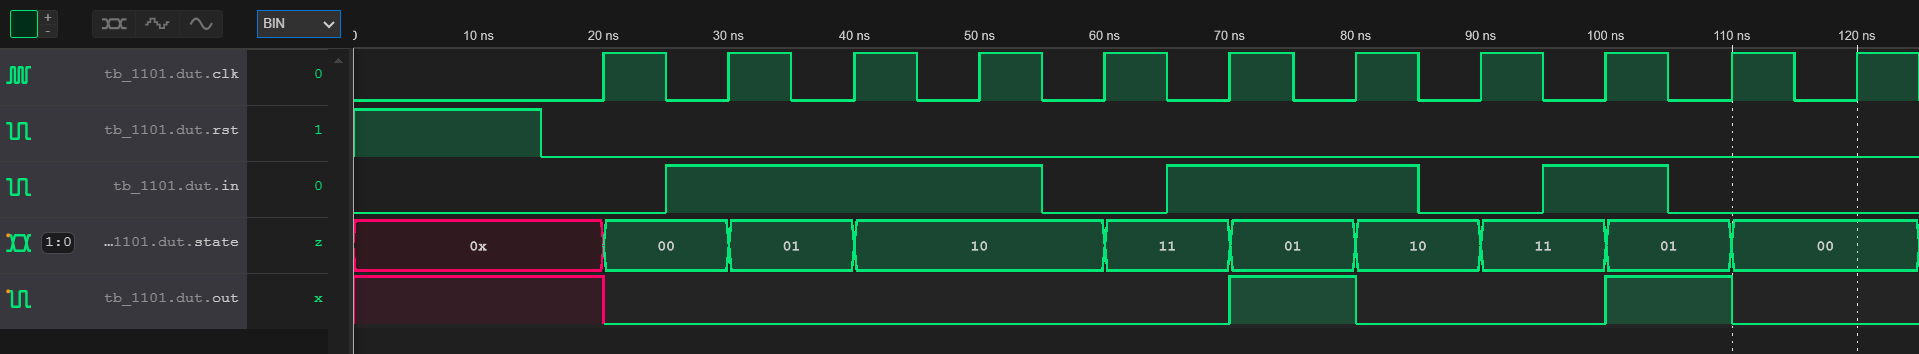 +
-
BIN
0 10 ns 20 ns 30 ns 40 ns 50 ns 60 ns 70 ns 80 ns 90 ns 100 ns 110 ns 120 ns
tb_1101.dut.clk 0
tb_1101.dut.rst 1
tb_1101.dut.in 0
1:0 …1101.dut.state z 0x 00 01 10 11 01 10 11 01 00
tb_1101.dut.out x